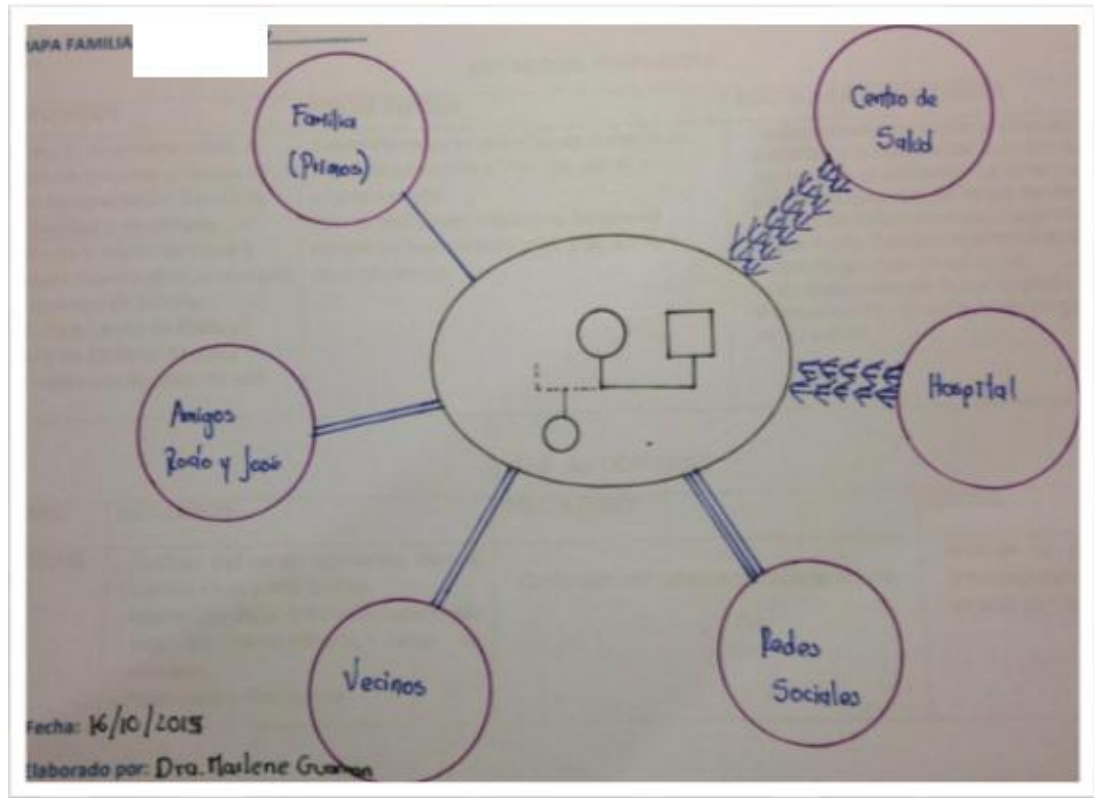 MAPA FAMILIA
Familia
(Primos)
Centro de
Salud
Hospital
Amigos
Rocío y José
Vecinos
Redes
Sociales
Fecha: 16/10/2015
Elaborado por: Dra. Marlene Guzman